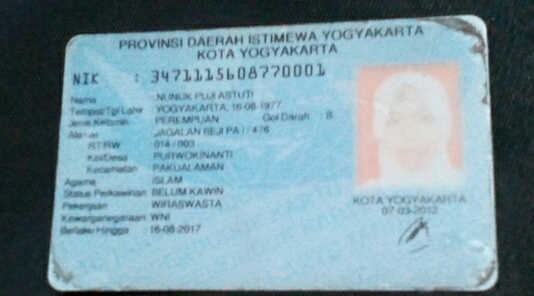 PROVINSI DAERAH ISTIMEWA YOGYAKARTA
KOTA YOGYAKARTA
NIK : 3471115608770001
Nama : NUNUK PUJI ASTUTI
Tempat/Tgl Lahir : YOGYAKARTA, 16-08-1977
Jenis Kelamin : PEREMPUAN Gol Darah : B
Alamat : JAGALAN BEJI PA I / 476
RT/RW : 014 / 003
Kel/Desa : PURWOKINANTI
Kecamatan : PAKUALAMAN
Agama : ISLAM
Status Perkawinan : BELUM KAWIN
Pekerjaan : WIRASWASTA
Kewarganegaraan : WNI
Berlaku Hingga : 16-08-2017
KOTA YOGYAKARTA
07-09-2012